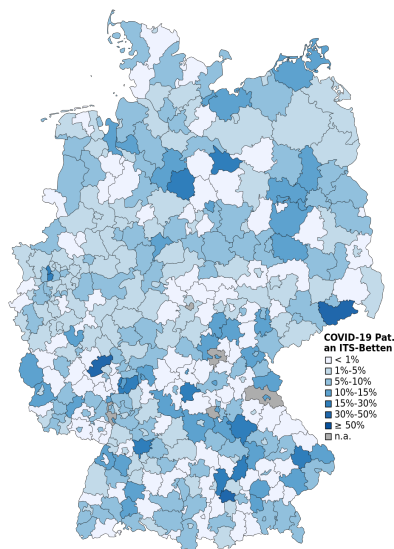 COVID-19 Pat.
an ITS-Betten
< 1%
1%-5%
5%-10%
10%-15%
15%-30%
30%-50%
≥ 50%
n.a.